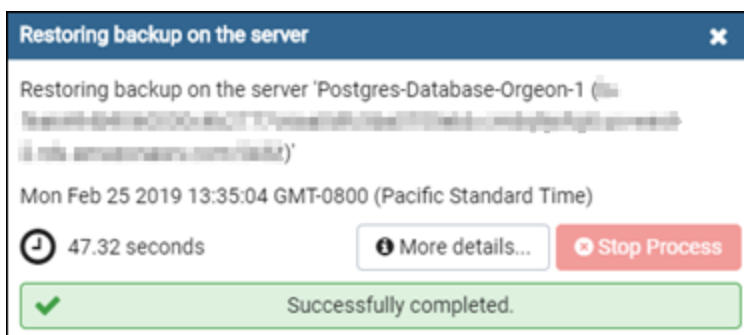 Restoring backup on the server
Restoring backup on the server 'Postgres-Database-Orgeon-1 (
)'
Mon Feb 25 2019 13:35:04 GMT-0800 (Pacific Standard Time)
47.32 seconds
More details...
Stop Process
Successfully completed.